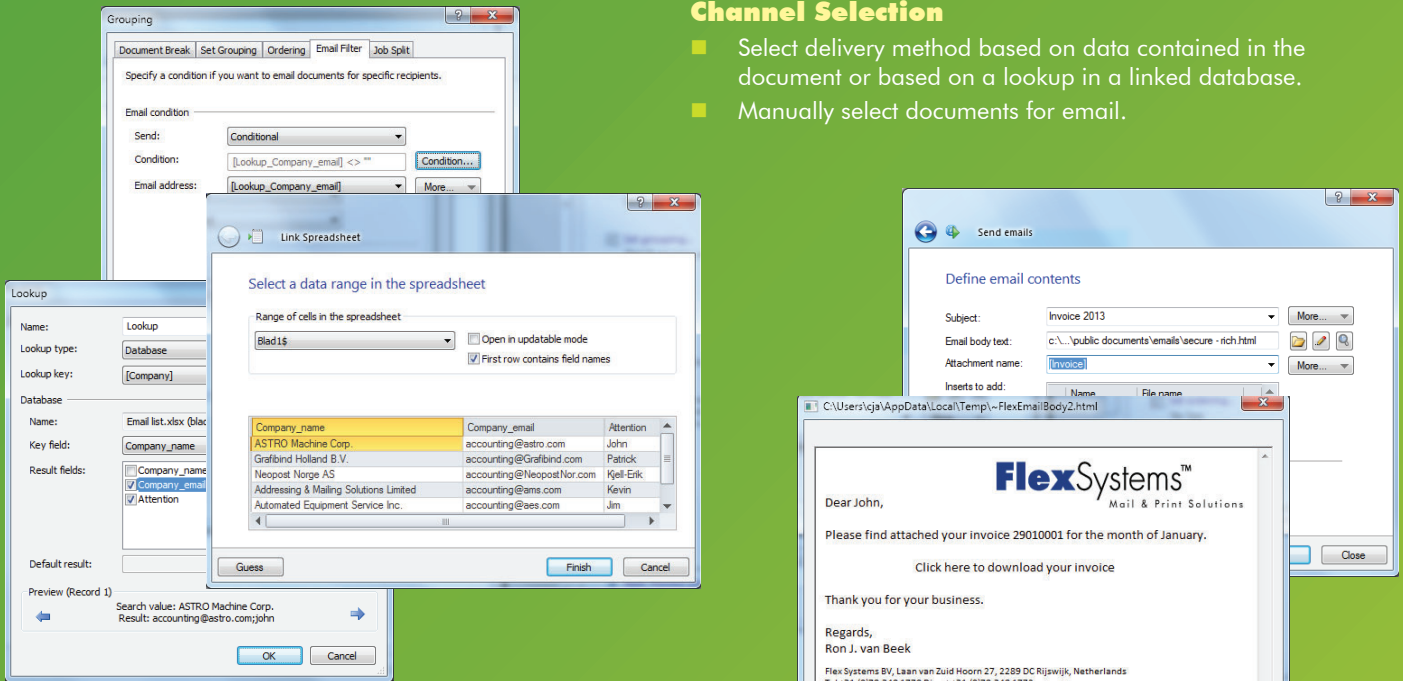 Grouping
Document Break Set Grouping Ordering Email Filter Job Split
Specify a condition if you want to email documents for specific recipients.
Email condition
Send: Conditional
Condition: [Lookup_Company_email] <> "" Condition...
Email address: [Lookup_Company_email] More...
Channel Selection
Select delivery method based on data contained in the
document or based on a lookup in a linked database.
Manually select documents for email.
Lookup
Name: Lookup
Lookup type: Database
Lookup key: [Company]
Database
Name: Email list.xlsx (blad
Key field: Company_name
Result fields: Company_name
Company_email
Attention
Default result:
Preview (Record 1)
Search value: ASTRO Machine Corp.
Result: accounting@astro.com;john
OK Cancel
Link Spreadsheet
Select a data range in the spreadsheet
Range of cells in the spreadsheet
Blad1$
Open in updatable mode
First row contains field names
Company_name Company_email Attention
ASTRO Machine Corp. accounting@astro.com John
Grafibind Holland B.V. accounting@Grafibind.com Patrick
Neopost Norge AS accounting@NeopostNor.com Kjell-Erik
Addressing & Mailing Solutions Limited accounting@ams.com Kevin
Automated Equipment Service Inc. accounting@aes.com Jim
Guess Finish Cancel
Send emails
Define email contents
Subject: Invoice 2013 More...
Email body text: c:\...\public documents\emails\secure - rich.html
Attachment name: [Invoice] More...
Inserts to add: Name File name
Close
C:\Users\cja\AppData\Local\Temp\~FlexEmailBody2.html
FlexSystems™
Mail & Print Solutions
Dear John,
Please find attached your invoice 29010001 for the month of January.
Click here to download your invoice
Thank you for your business.
Regards,
Ron J. van Beek
Flex Systems BV, Laan van Zuid Hoorn 27, 2289 DC Rijswijk, Netherlands